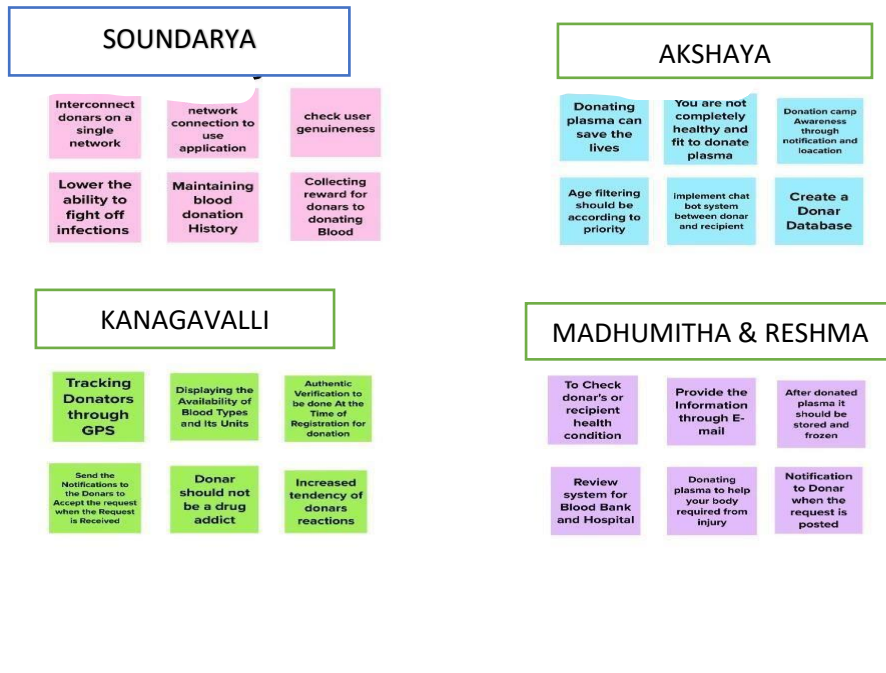 SOUNDARYA
Interconnect
donars on a
single
network
network
connection to
use
application
check user
genuineness
Lower the
ability to
fight off
infections
Maintaining
blood
donation
History
Collecting
reward for
donars to
donating
Blood
AKSHAYA
Donating
plasma can
save the
lives
You are not
completely
healthy and
fit to donate
plasma
Donation camp
Awareness
through
notification and
loacation
Age filtering
should be
according to
priority
implement chat
bot system
between donar
and recipient
Create a
Donar
Database
KANAGAVALLI
Tracking
Donators
through
GPS
Displaying the
Availability of
Blood Types
and Its Units
Authentic
Verification to
be done At the
Time of
Registration for
donation
Send the
Notifications to
the Donars to
Accept the request
when the Request
is Received
Donar
should not
be a drug
addict
Increased
tendency of
donars
reactions
MADHUMITHA & RESHMA
To Check
donar's or
recipient
health
condition
Provide the
Information
through E-
mail
After donated
plasma it
should be
stored and
frozen
Review
system for
Blood Bank
and Hospital
Donating
plasma to help
your body
required from
injury
Notification
to Donar
when the
request is
posted